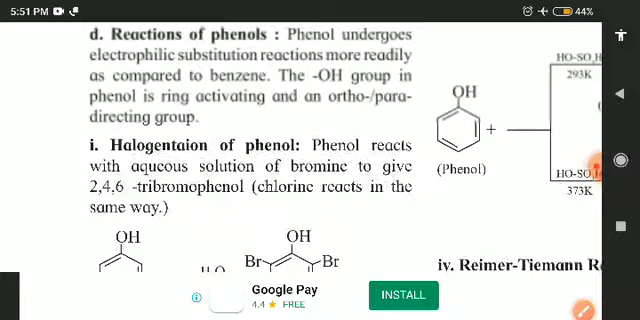 5:51 PM
44%
d. Reactions of phenols : Phenol undergoes
electrophilic substitution reactions more readily
as compared to benzene. The -OH group in
phenol is ring activating and an ortho-/para-
directing group.
i. Halogentaion of phenol: Phenol reacts
with aqueous solution of bromine to give
2,4,6 -tribromophenol (chlorine reacts in the
same way.)
OH
OH
Br
Br
OH
+
(Phenol)
HO-SO₃H
293K
373K
iv. Reimer-Tiemann
Google Pay
4.4 ★ FREE
INSTALL